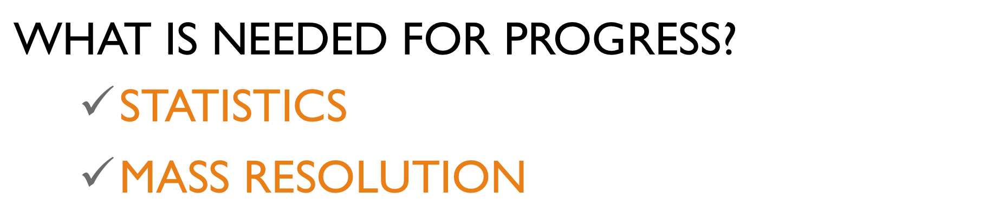 WHAT IS NEEDED FOR PROGRESS?
✓ STATISTICS
✓ MASS RESOLUTION